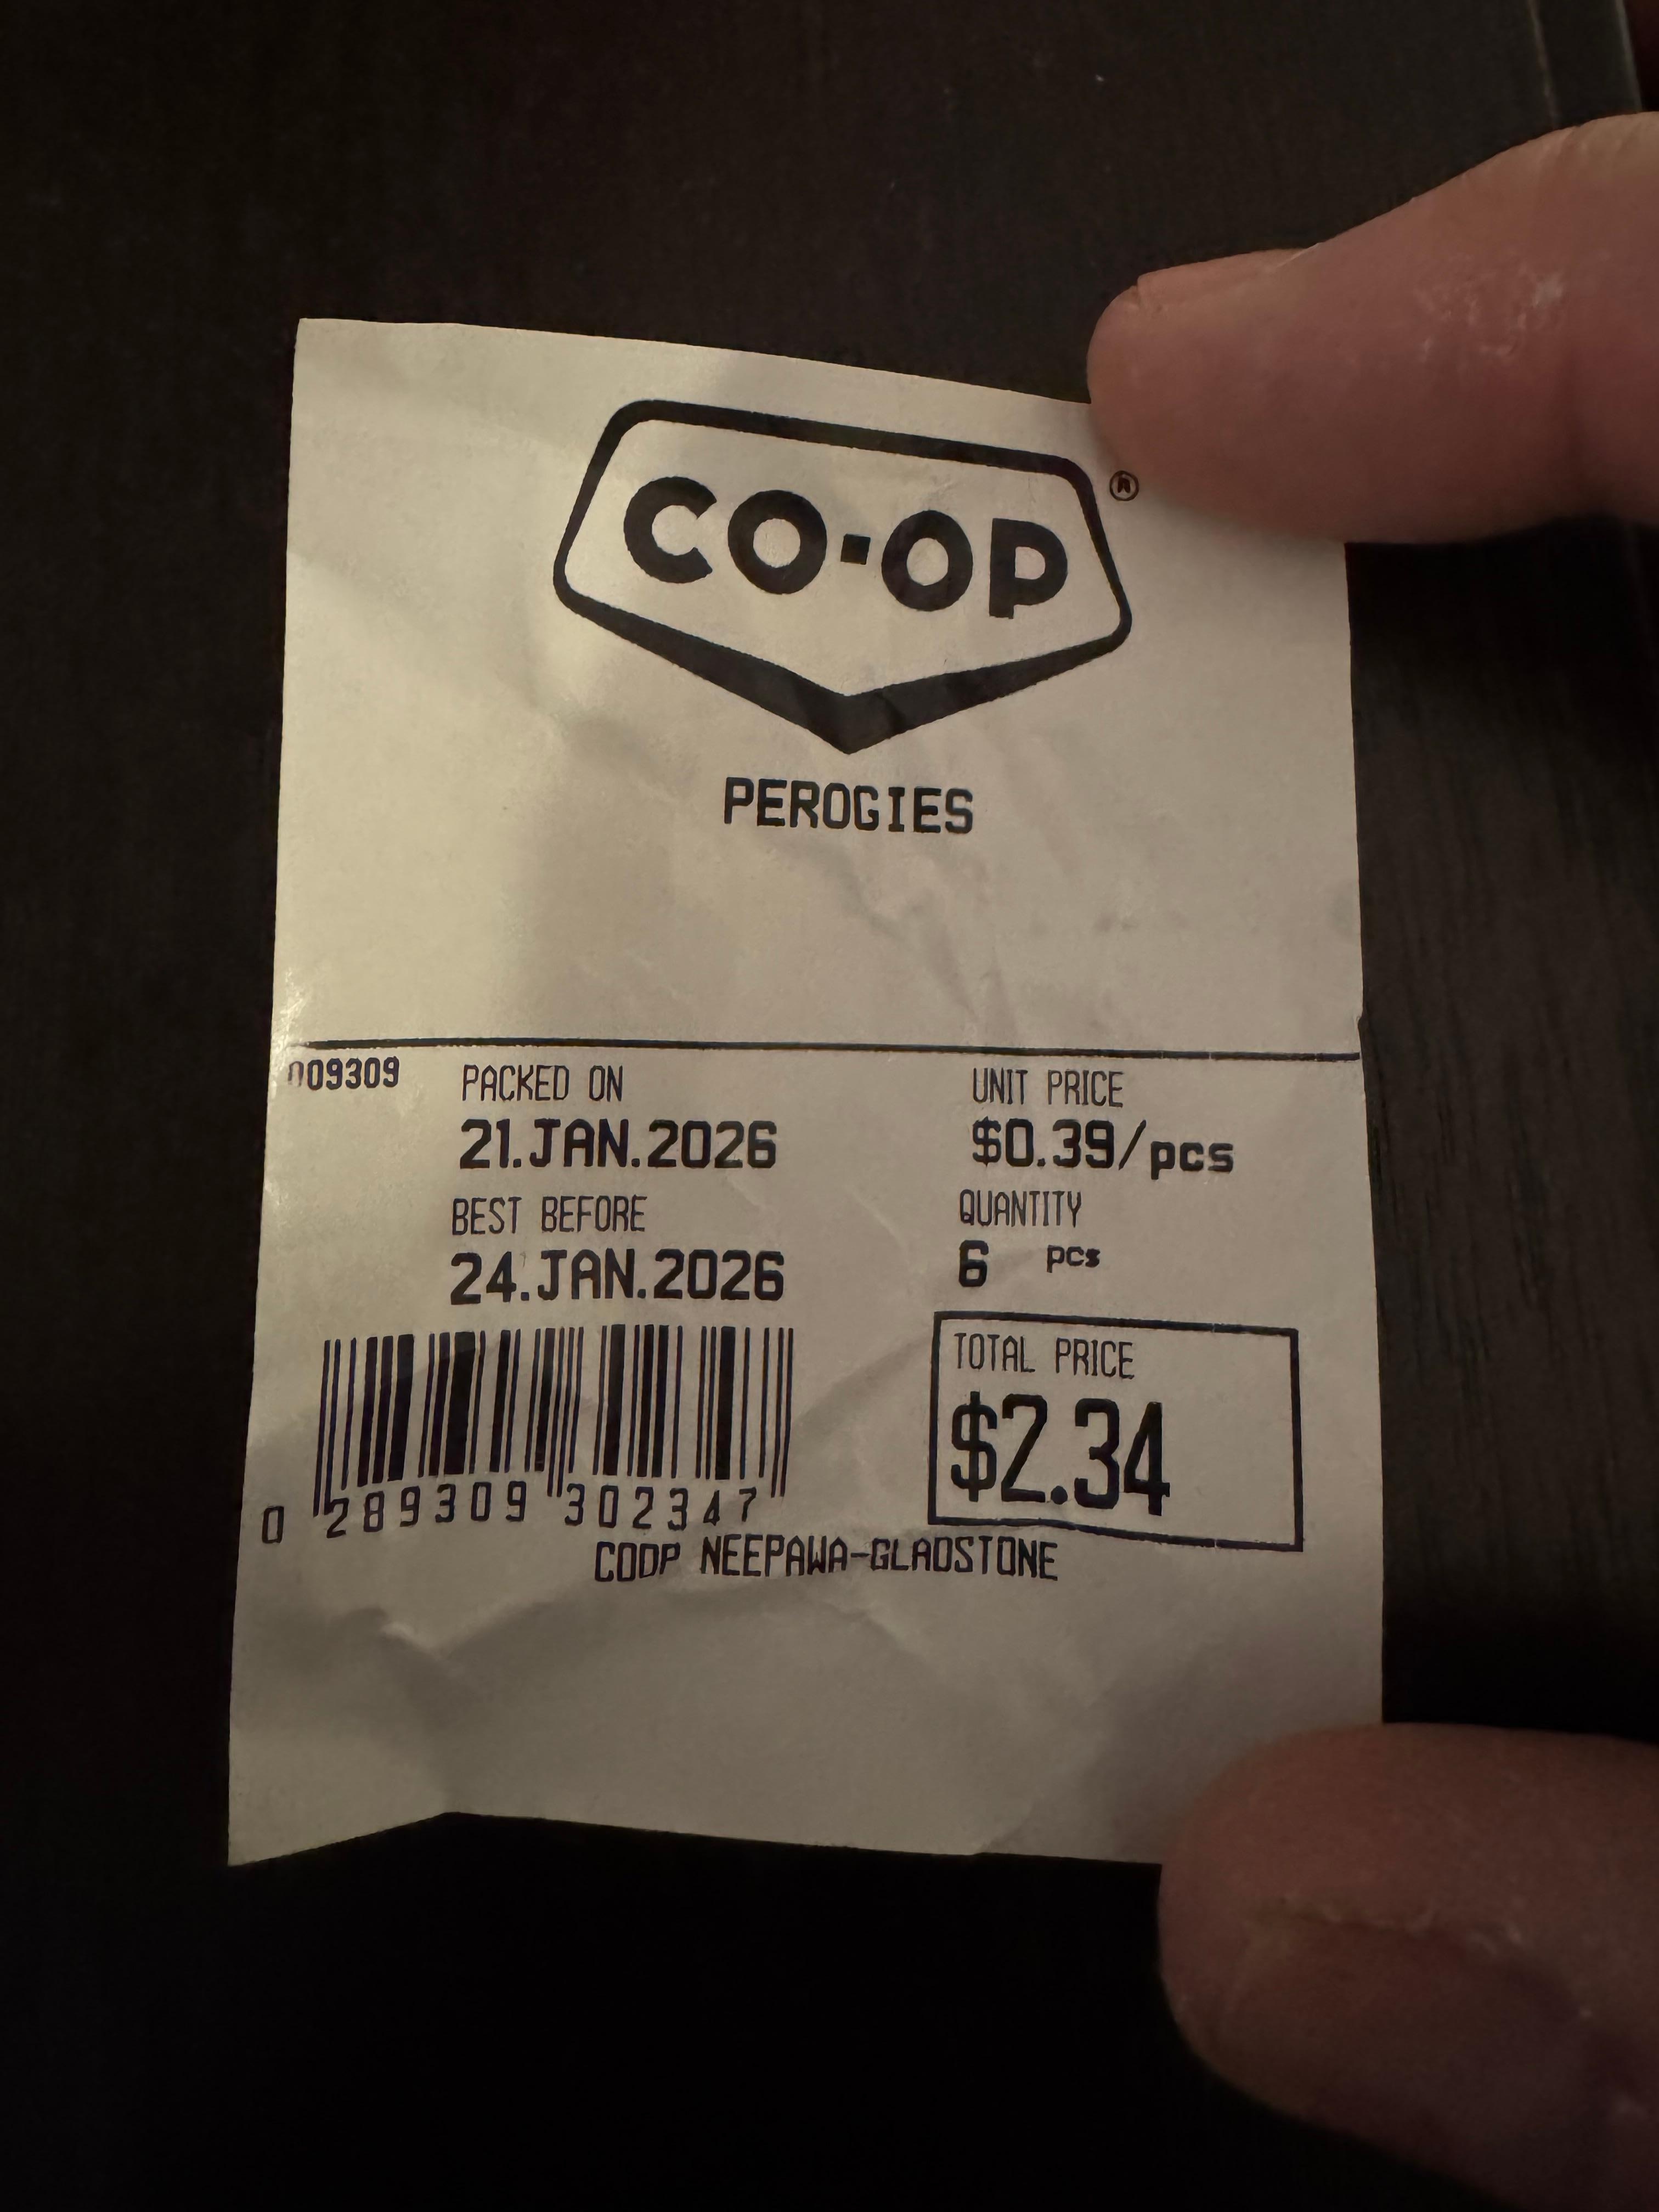 CO-OP ®
PEROGIES
009309
PACKED ON
21.JAN.2026
UNIT PRICE
$0.39/pcs
BEST BEFORE
24.JAN.2026
QUANTITY
6 pcs
TOTAL PRICE
$2.34
0 289309 302347
COOP NEEPAWA-GLADSTONE